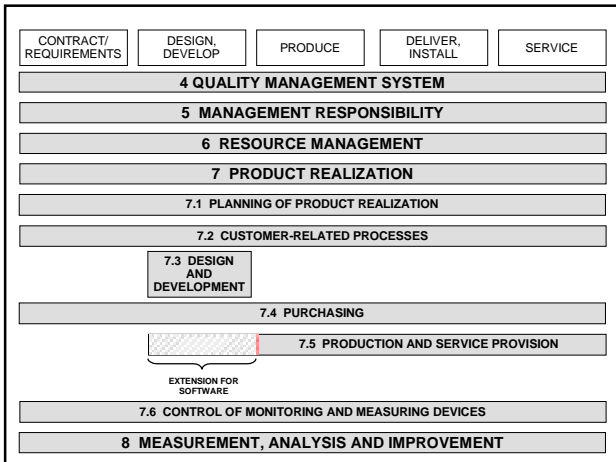 CONTRACT/
REQUIREMENTS
DESIGN,
DEVELOP
PRODUCE
DELIVER,
INSTALL
SERVICE
4 QUALITY MANAGEMENT SYSTEM
5 MANAGEMENT RESPONSIBILITY
6 RESOURCE MANAGEMENT
7 PRODUCT REALIZATION
7.1 PLANNING OF PRODUCT REALIZATION
7.2 CUSTOMER-RELATED PROCESSES
7.3 DESIGN
AND
DEVELOPMENT
7.4 PURCHASING
7.5 PRODUCTION AND SERVICE PROVISION
EXTENSION FOR
SOFTWARE
7.6 CONTROL OF MONITORING AND MEASURING DEVICES
8 MEASUREMENT, ANALYSIS AND IMPROVEMENT